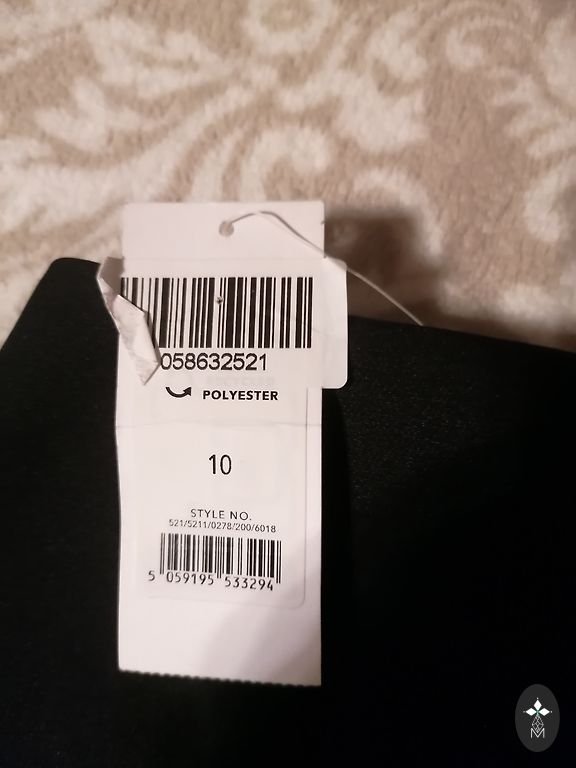 058632521
POLYESTER
10
STYLE NO.
521/5211/0278/200/6018
5 059195 533294
M